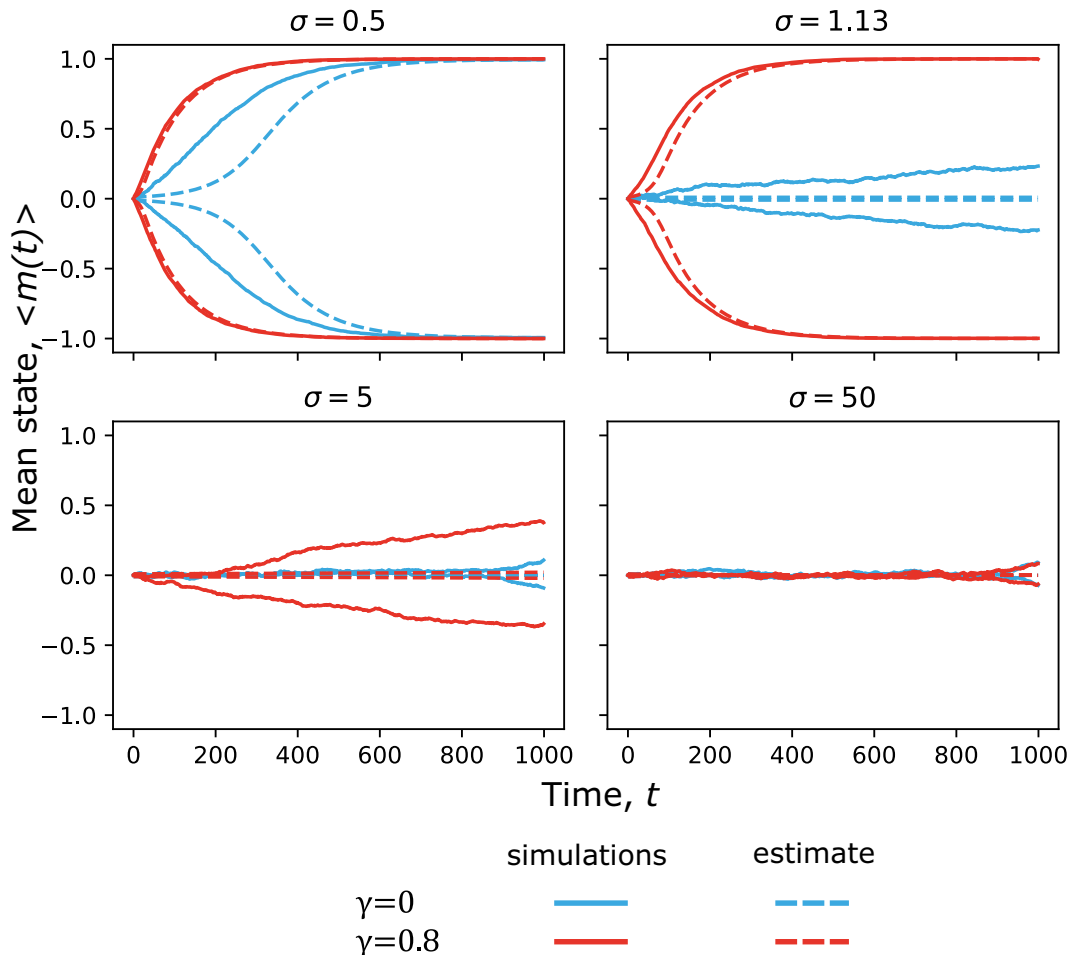 σ = 0.5
σ = 1.13
1.0
0.5
0.0
−0.5
−1.0
σ = 5
σ = 50
1.0
0.5
0.0
−0.5
−1.0
0 200 400 600 800 1000
0 200 400 600 800 1000
Mean state, <m(t)>
Time, t
simulations estimate
γ=0
γ=0.8